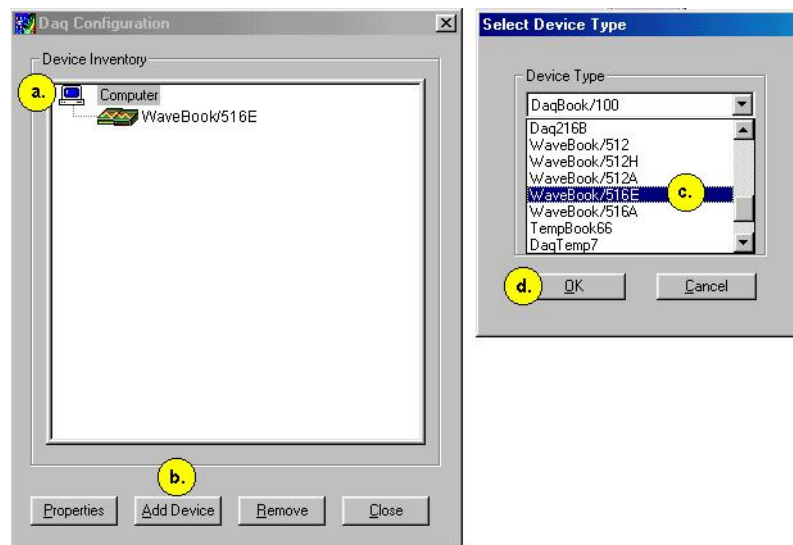 Daq Configuration
Device Inventory
a.
Computer
WaveBook/516E
b.
Properties
Add Device
Remove
Close
Select Device Type
Device Type
DaqBook/100
Daq216B
WaveBook/512
WaveBook/512H
WaveBook/512A
WaveBook/516E
c.
WaveBook/516A
TempBook66
DaqTemp7
d.
OK
Cancel